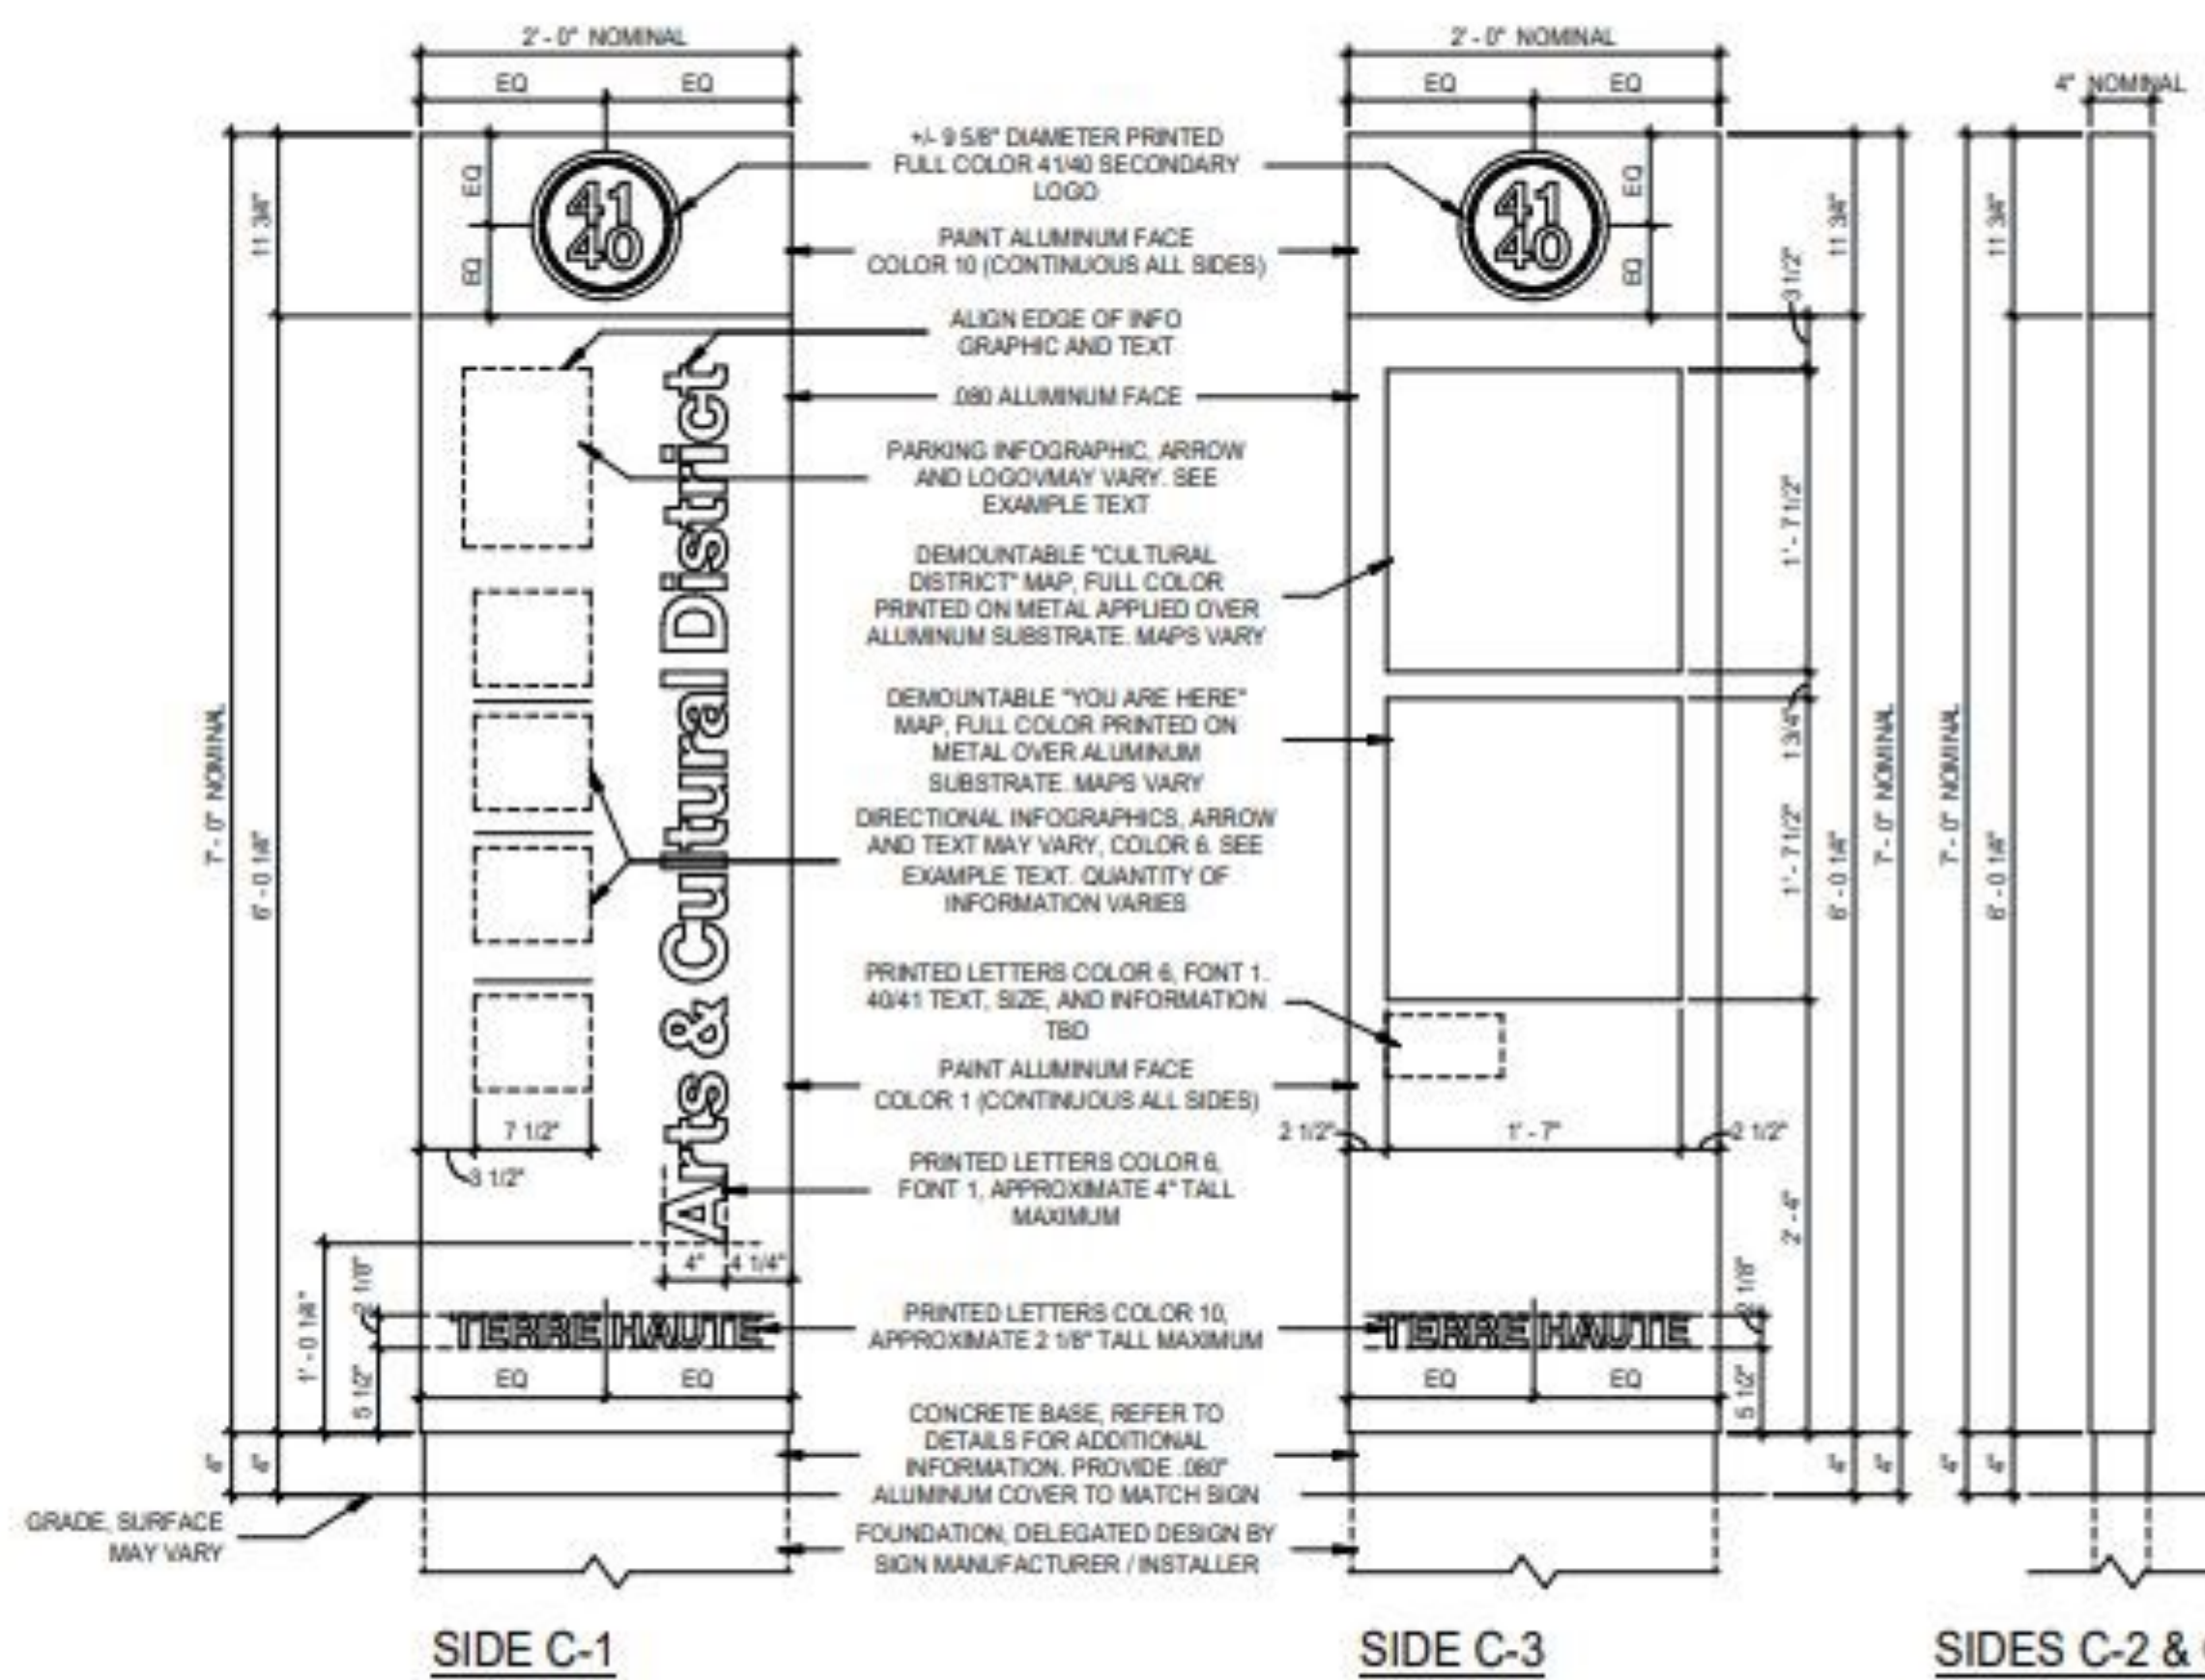 2'-0" NOMINAL
EQ EQ
2'-0" NOMINAL
EQ EQ
4" NOMINAL
41
40
EQ
EQ
11 3/4"
7'-0" NOMINAL
6'-0 1/4"
Arts & Cultural District
7 1/2"
3 1/2"
4" 4 1/4"
1'-0 1/4"
2 1/8"
5 1/2"
TERRE HAUTE
EQ EQ
4" 4"
GRADE, SURFACE
MAY VARY
+/- 9 5/8" DIAMETER PRINTED
FULL COLOR 41/40 SECONDARY
LOGO
PAINT ALUMINUM FACE
COLOR 10 (CONTINUOUS ALL SIDES)
ALIGN EDGE OF INFO
GRAPHIC AND TEXT
.080 ALUMINUM FACE
PARKING INFOGRAPHIC, ARROW
AND LOGOVMAY VARY. SEE
EXAMPLE TEXT
DEMOUNTABLE "CULTURAL
DISTRICT" MAP, FULL COLOR
PRINTED ON METAL APPLIED OVER
ALUMINUM SUBSTRATE. MAPS VARY
DEMOUNTABLE "YOU ARE HERE"
MAP, FULL COLOR PRINTED ON
METAL OVER ALUMINUM
SUBSTRATE. MAPS VARY
DIRECTIONAL INFOGRAPHICS, ARROW
AND TEXT MAY VARY, COLOR 6. SEE
EXAMPLE TEXT. QUANTITY OF
INFORMATION VARIES
PRINTED LETTERS COLOR 6, FONT 1.
40/41 TEXT, SIZE, AND INFORMATION
TBD
PAINT ALUMINUM FACE
COLOR 1 (CONTINUOUS ALL SIDES)
PRINTED LETTERS COLOR 6,
FONT 1, APPROXIMATE 4" TALL
MAXIMUM
PRINTED LETTERS COLOR 10,
APPROXIMATE 2 1/8" TALL MAXIMUM
CONCRETE BASE, REFER TO
DETAILS FOR ADDITIONAL
INFORMATION. PROVIDE .080"
ALUMINUM COVER TO MATCH SIGN
FOUNDATION, DELEGATED DESIGN BY
SIGN MANUFACTURER / INSTALLER
41
40
EQ
EQ
11 3/4"
3 1/2"
1'-7 1/2"
1 3/4"
1'-7 1/2"
6'-0 1/4"
7'-0" NOMINAL
2 1/2" 1'-7" 2 1/2"
2'-4"
2 1/8"
5 1/2"
TERRE HAUTE
EQ EQ
4" 4"
11 3/4"
7'-0" NOMINAL
6'-0 1/4"
4" 4"
SIDE C-1
SIDE C-3
SIDES C-2 &